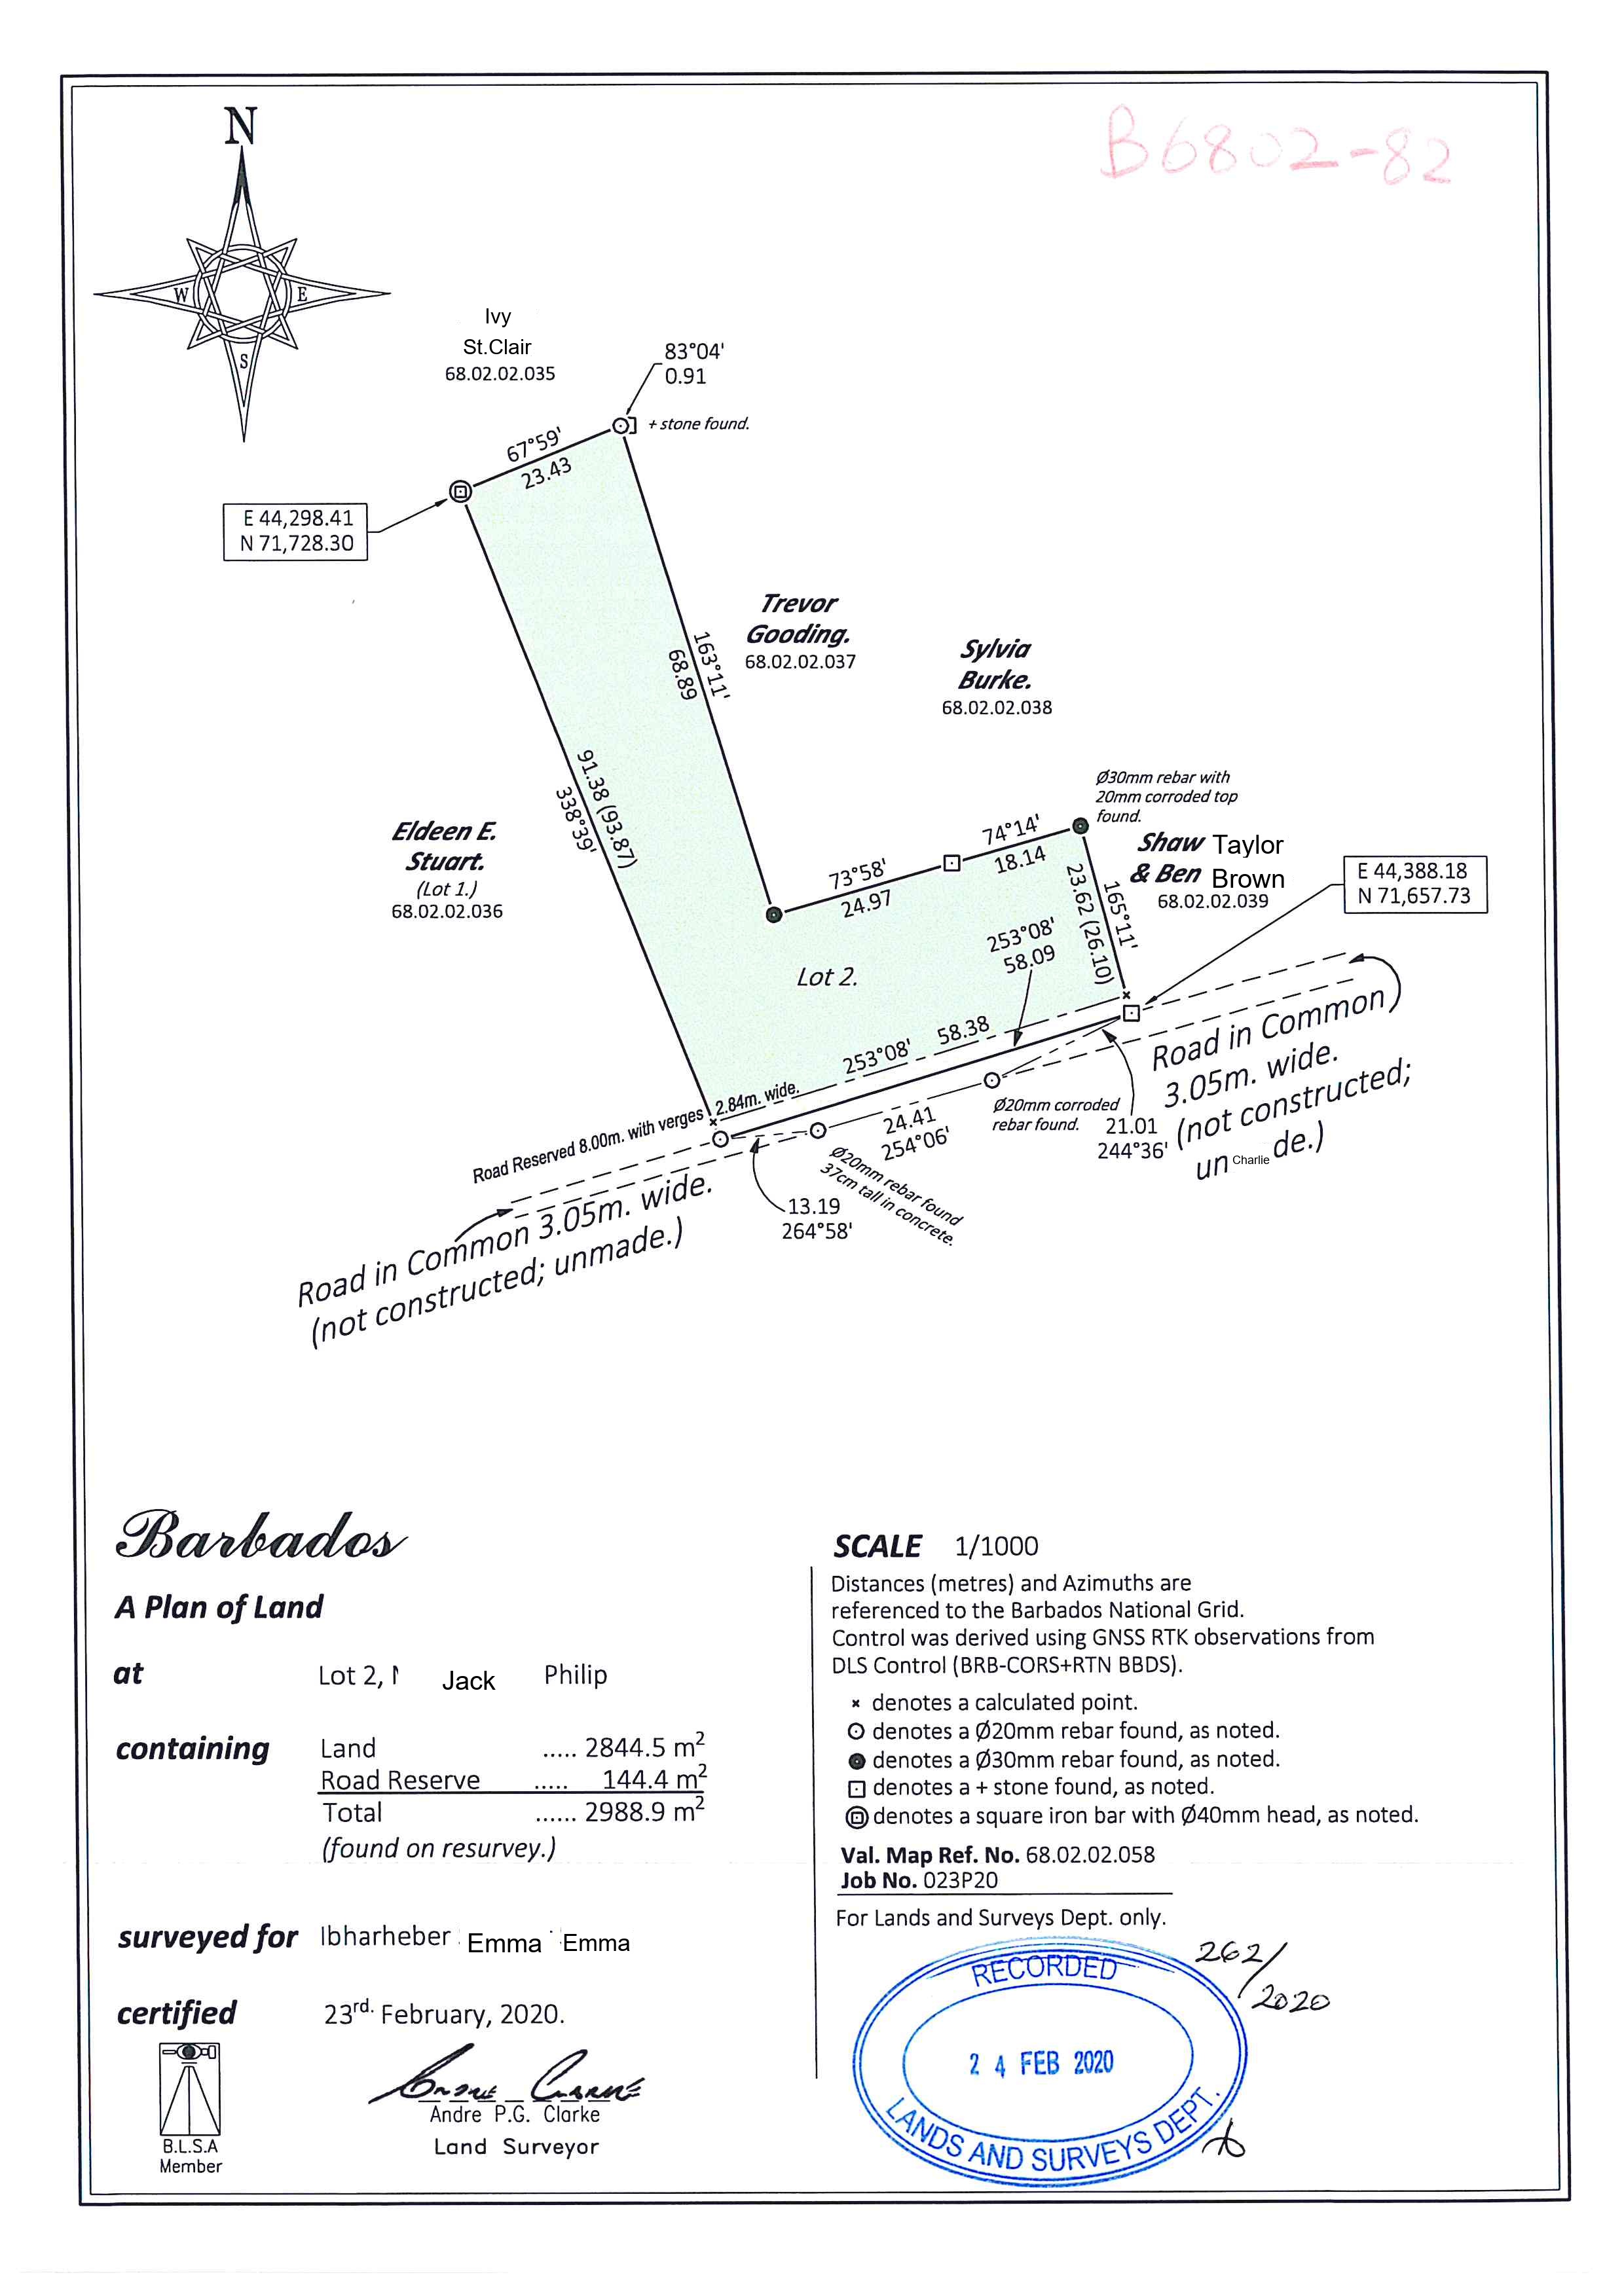 B6802-82
N
W
E
S
Ivy
St.Clair
68.02.02.035
83°04'
0.91
+ stone found.
67°59'
23.43
E 44,298.41
N 71,728.30
Trevor
Gooding.
68.02.02.037
163°11'
68.89
Sylvia
Burke.
68.02.02.038
Ø30mm rebar with
20mm corroded top
found.
91.38 (93.87)
338°39'
Eldeen E.
Stuart.
(Lot 1.)
68.02.02.036
73°58'
24.97
74°14'
18.14
Shaw Taylor
& Ben Brown
68.02.02.039
165°11'
23.62 (26.10)
E 44,388.18
N 71,657.73
Lot 2.
253°08'
58.09
253°08' 58.38
Road Reserved 8.00m. with verges 2.84m. wide.
Road in Common
3.05m. wide.
(not constructed;
un Charlie de.)
Ø20mm corroded
rebar found.
21.01
244°36'
24.41
254°06'
Ø20mm rebar found
37cm tall in concrete.
13.19
264°58'
Road in Common 3.05m. wide.
(not constructed; unmade.)
Barbados
A Plan of Land
at Lot 2, Jack Philip
containing Land ..... 2844.5 m²
Road Reserve ..... 144.4 m²
Total ...... 2988.9 m²
(found on resurvey.)
surveyed for Ibharheber Emma Emma
certified 23rd. February, 2020.
B.L.S.A
Member
Andre Clarke
Andre P.G. Clarke
Land Surveyor
SCALE 1/1000
Distances (metres) and Azimuths are
referenced to the Barbados National Grid.
Control was derived using GNSS RTK observations from
DLS Control (BRB-CORS+RTN BBDS).
× denotes a calculated point.
denotes a Ø20mm rebar found, as noted.
denotes a Ø30mm rebar found, as noted.
denotes a + stone found, as noted.
denotes a square iron bar with Ø40mm head, as noted.
Val. Map Ref. No. 68.02.02.058
Job No. 023P20
For Lands and Surveys Dept. only.
262/2020
RECORDED
24 FEB 2020
LANDS AND SURVEYS DEPT.